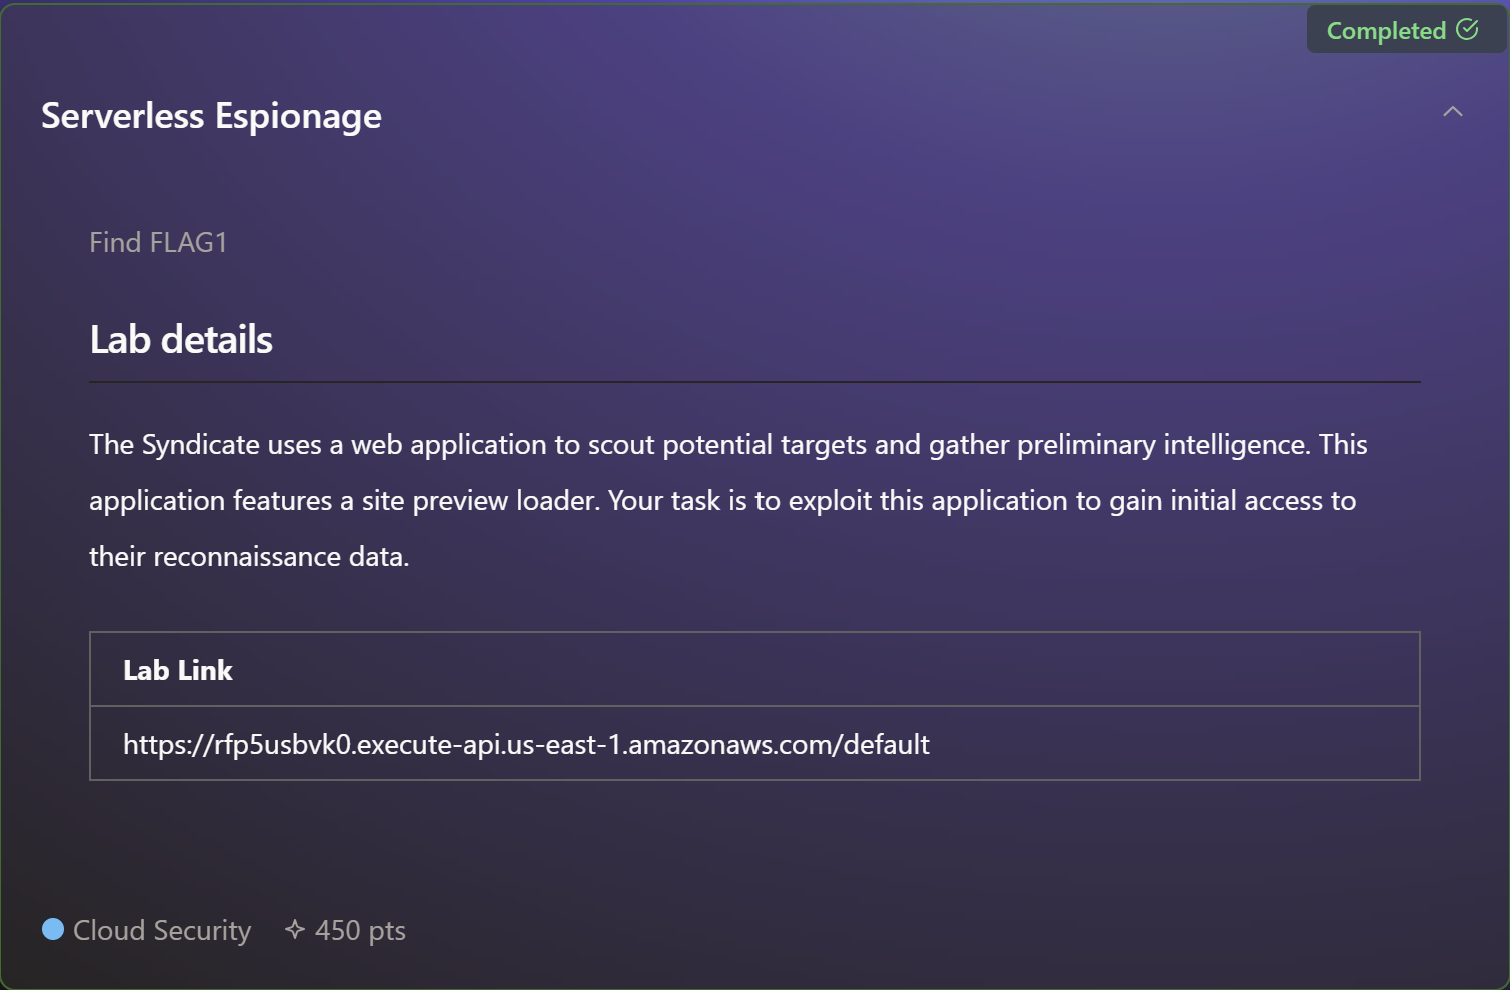 Completed
Serverless Espionage
Find FLAG1
Lab details
The Syndicate uses a web application to scout potential targets and gather preliminary intelligence. This
application features a site preview loader. Your task is to exploit this application to gain initial access to
their reconnaissance data.
Lab Link
https://rfp5usbvk0.execute-api.us-east-1.amazonaws.com/default
Cloud Security 450 pts